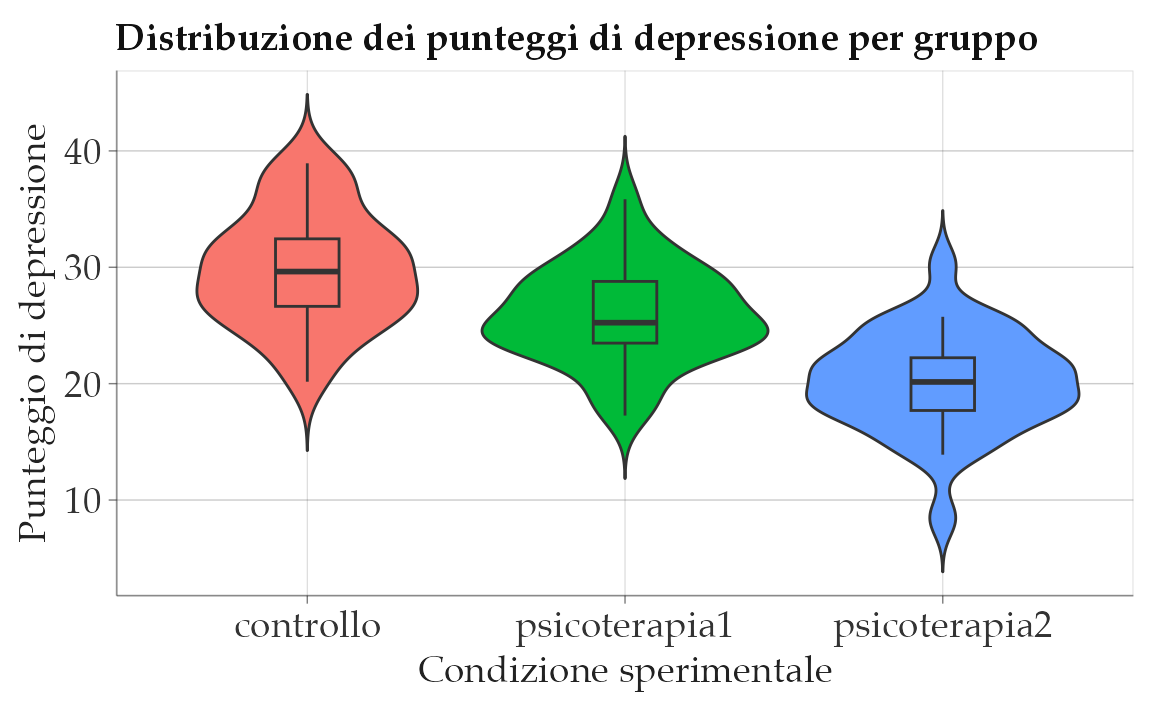 Distribuzione dei punteggi di depressione per gruppo
Punteggio di depressione
40
30
20
10
controllo psicoterapia1 psicoterapia2
Condizione sperimentale